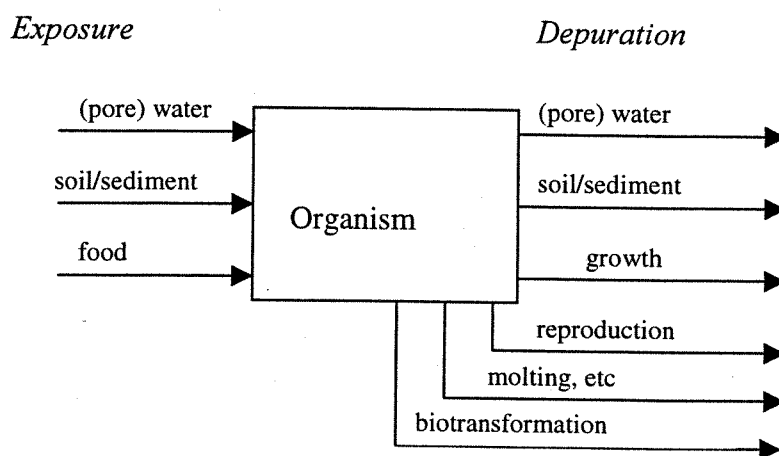 Exposure
Depuration
(pore) water
(pore) water
soil/sediment
soil/sediment
Organism
food
growth
reproduction
molting, etc
biotransformation